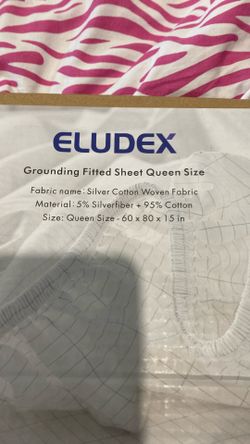 ELUDEX
Grounding Fitted Sheet Queen Size
Fabric name: Silver Cotton Woven Fabric
Material: 5% Silverfiber + 95% Cotton
Size: Queen Size - 60 x 80 x 15 in